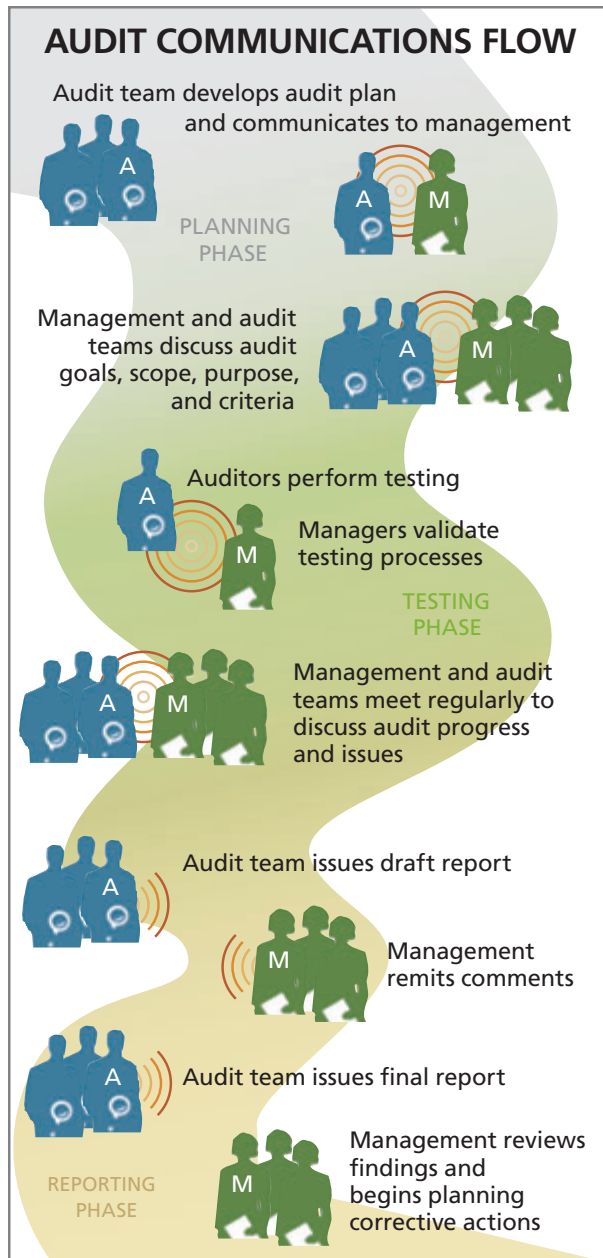 AUDIT COMMUNICATIONS FLOW
Audit team develops audit plan
and communicates to management
A
A
M
PLANNING
PHASE
Management and audit
teams discuss audit
goals, scope, purpose,
and criteria
A
M
A
Auditors perform testing
M
Managers validate
testing processes
TESTING
PHASE
A
M
Management and audit
teams meet regularly to
discuss audit progress
and issues
A
Audit team issues draft report
M
Management
remits comments
A
Audit team issues final report
M
Management reviews
findings and
begins planning
corrective actions
REPORTING
PHASE